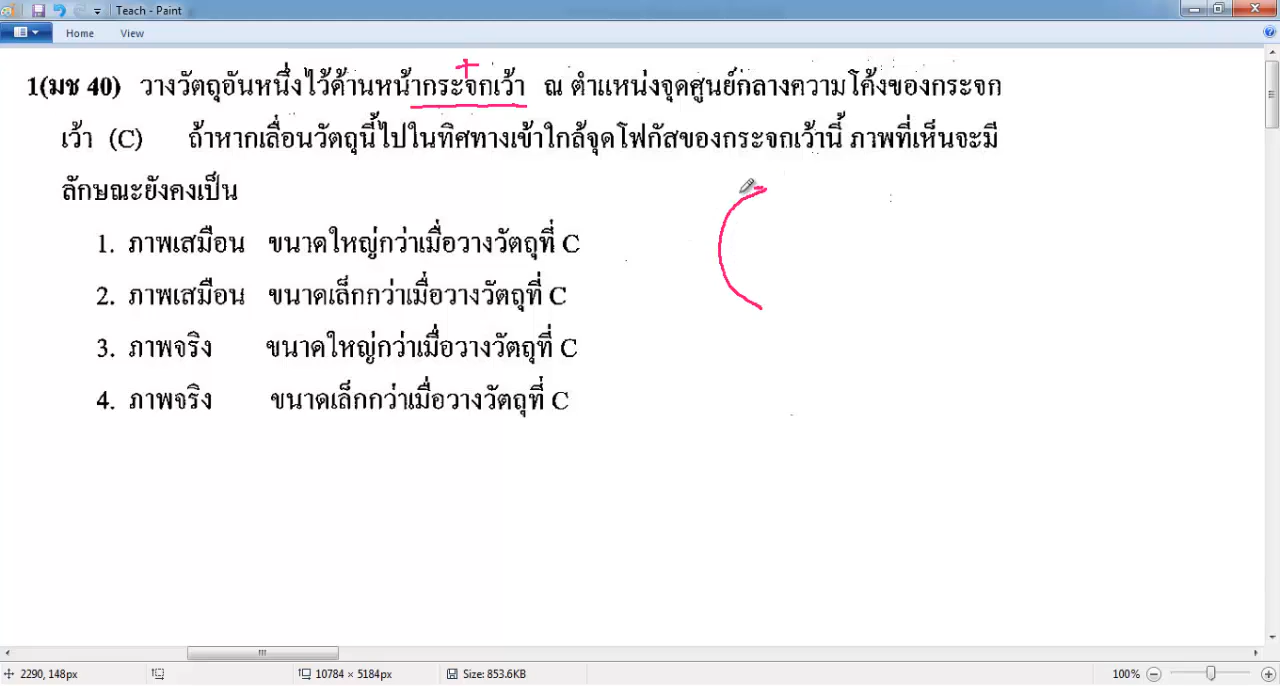 Teach - Paint
Home View
1(มช 40) วางวัตถุอันหนึ่งไว้ด้านหน้ากระจกเว้า ณ ตำแหน่งจุดศูนย์กลางความโค้งของกระจก
เว้า (C) ถ้าหากเลื่อนวัตถุนี้ไปในทิศทางเข้าใกล้จุดโฟกัสของกระจกเว้านี้ ภาพที่เห็นจะมี
ลักษณะยังคงเป็น
1. ภาพเสมือน ขนาดใหญ่กว่าเมื่อวางวัตถุที่ C
2. ภาพเสมือน ขนาดเล็กกว่าเมื่อวางวัตถุที่ C
3. ภาพจริง ขนาดใหญ่กว่าเมื่อวางวัตถุที่ C
4. ภาพจริง ขนาดเล็กกว่าเมื่อวางวัตถุที่ C
2290, 148px 10784 × 5184px Size: 853.6KB 100%